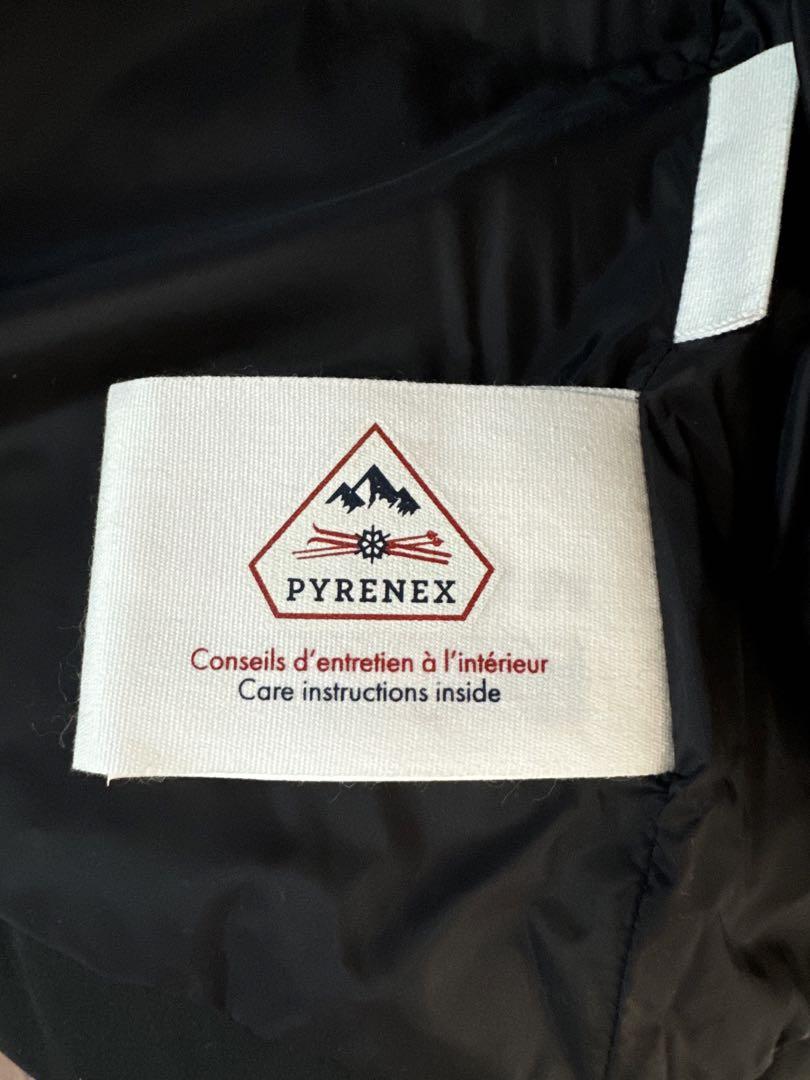 PYRENEX
Conseils d'entretien à l'intérieur
Care instructions inside